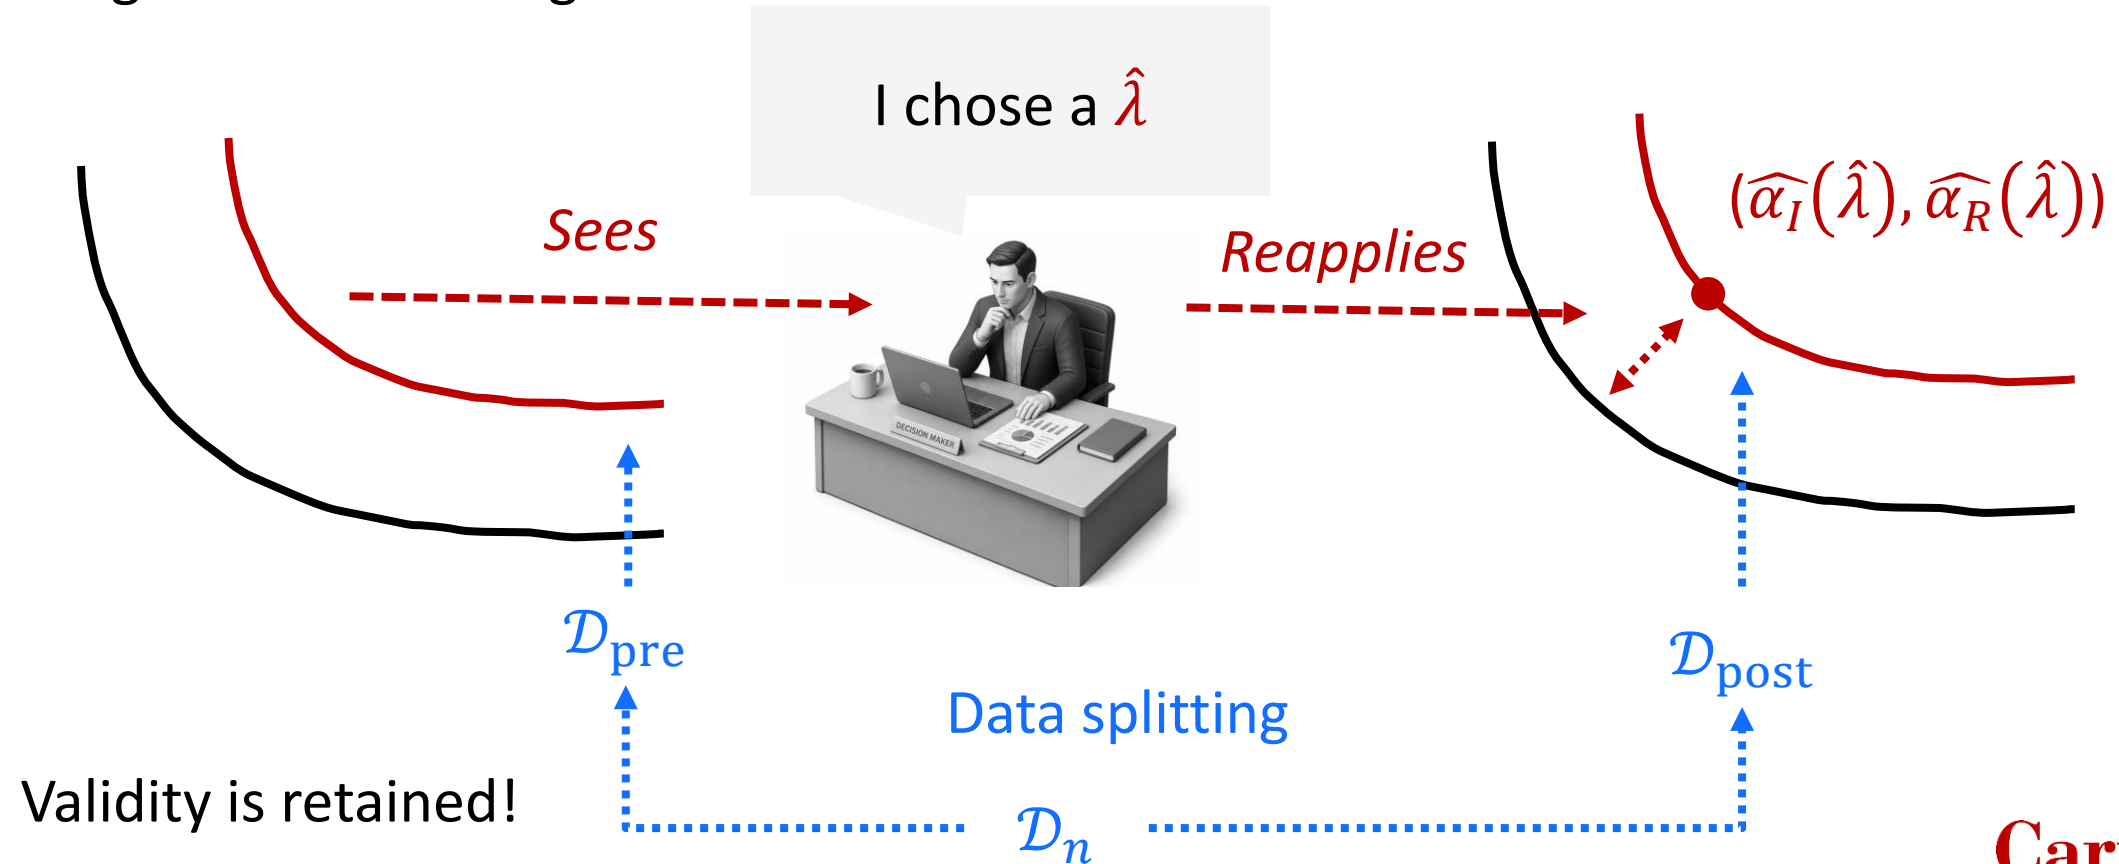 I chose a λ̂
Sees
Reapplies
(α̂_I(λ̂), α̂_R(λ̂))
DECISION MAKER
𝒟_pre
𝒟_post
Data splitting
Validity is retained!
𝒟_n